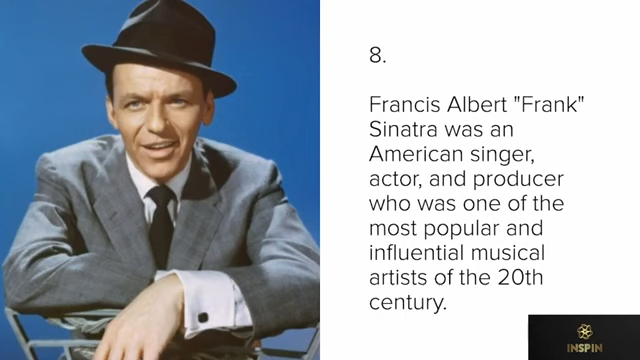 8.
Francis Albert "Frank"
Sinatra was an
American singer,
actor, and producer
who was one of the
most popular and
influential musical
artists of the 20th
century.
INSPIN